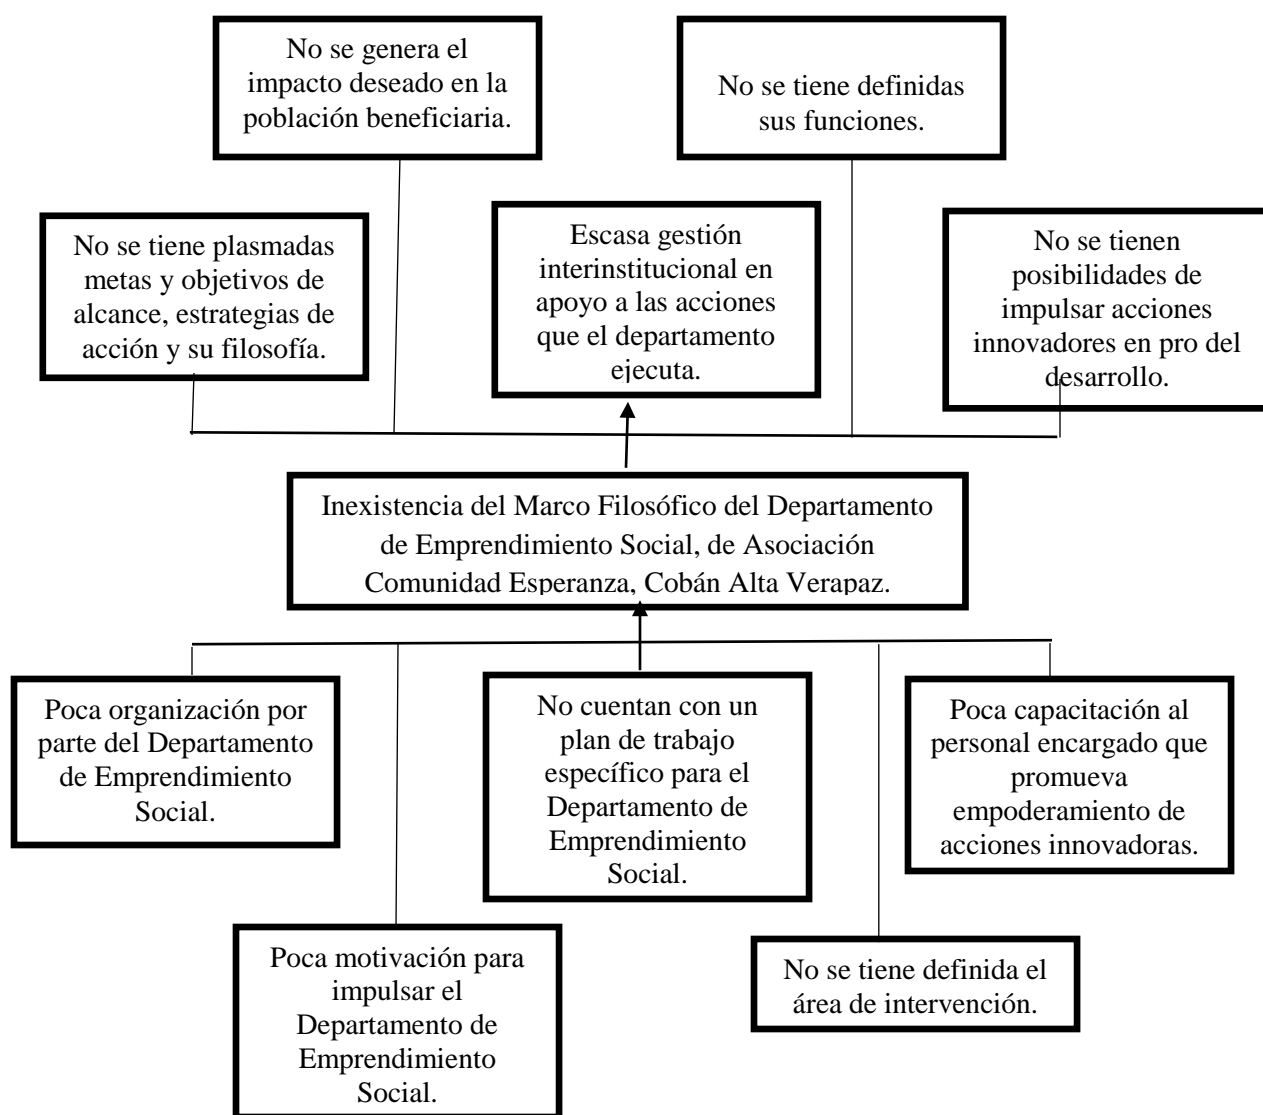 No se genera el
impacto deseado en la
población beneficiaria.
No se tiene definidas
sus funciones.
No se tiene plasmadas
metas y objetivos de
alcance, estrategias de
acción y su filosofía.
Escasa gestión
interinstitucional en
apoyo a las acciones
que el departamento
ejecuta.
No se tienen
posibilidades de
impulsar acciones
innovadores en pro del
desarrollo.
Inexistencia del Marco Filosófico del Departamento
de Emprendimiento Social, de Asociación
Comunidad Esperanza, Cobán Alta Verapaz.
Poca organización por
parte del Departamento
de Emprendimiento
Social.
No cuentan con un
plan de trabajo
específico para el
Departamento de
Emprendimiento
Social.
Poca capacitación al
personal encargado que
promueva
empoderamiento de
acciones innovadoras.
Poca motivación para
impulsar el
Departamento de
Emprendimiento
Social.
No se tiene definida el
área de intervención.